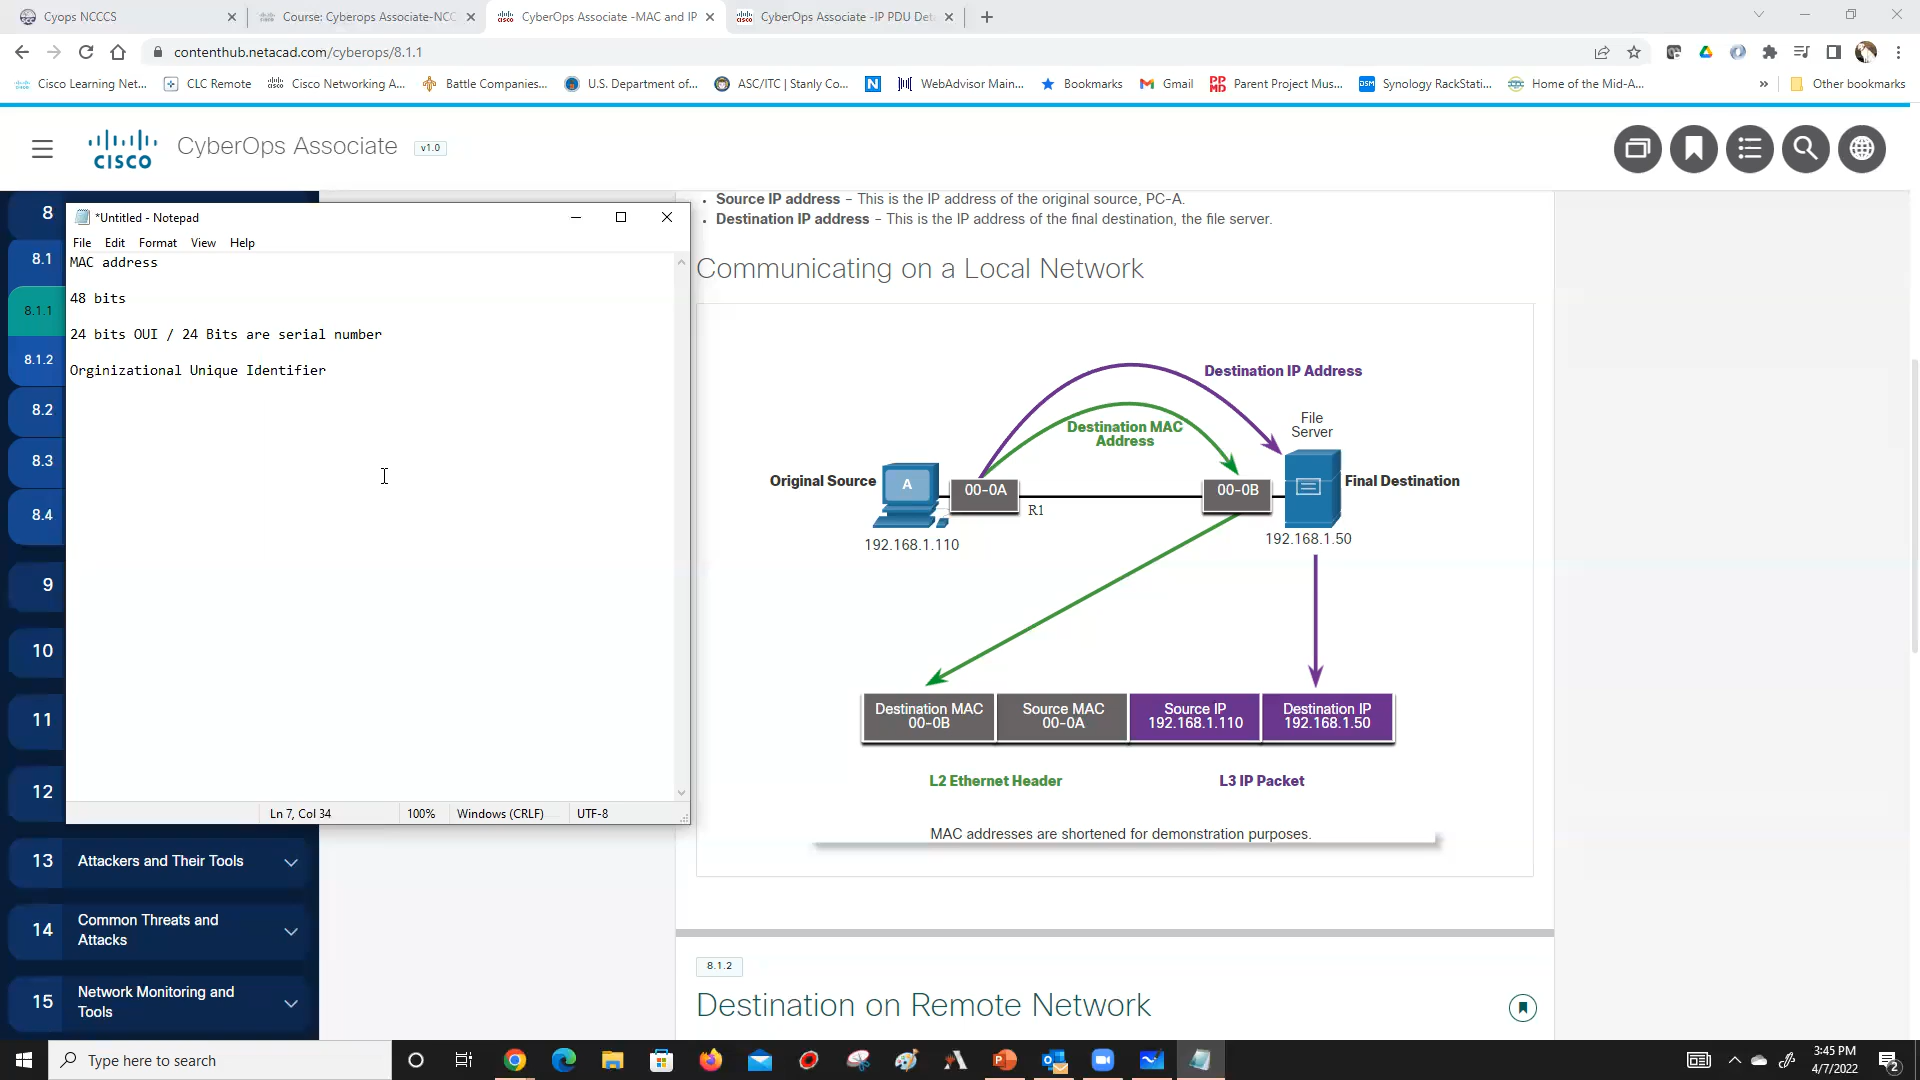 Cyops NCCCS
Course: Cyberops Associate-NCC
CyberOps Associate -MAC and IP
CyberOps Associate -IP PDU Det
contenthub.netacad.com/cyberops/8.1.1
Cisco Learning Net...
CLC Remote
Cisco Networking A...
Battle Companies...
U.S. Department of...
ASC/ITC | Stanly Co...
WebAdvisor Main...
Bookmarks
Gmail
Parent Project Mus...
Synology RackStati...
Home of the Mid-A...
»
Other bookmarks
CISCO
CyberOps Associate
v1.0
8
8.1
8.1.1
8.1.2
8.2
8.3
8.4
9
10
11
12
13 Attackers and Their Tools
14 Common Threats and
Attacks
15 Network Monitoring and
Tools
*Untitled - Notepad
File Edit Format View Help
MAC address
48 bits
24 bits OUI / 24 Bits are serial number
Orginizational Unique Identifier
Ln 7, Col 34
100%
Windows (CRLF)
UTF-8
Source IP address – This is the IP address of the original source, PC-A.
Destination IP address – This is the IP address of the final destination, the file server.
Communicating on a Local Network
Destination IP Address
Destination MAC
Address
File
Server
Original Source
A
00-0A
R1
00-0B
Final Destination
192.168.1.110
192.168.1.50
Destination MAC
00-0B
Source MAC
00-0A
Source IP
192.168.1.110
Destination IP
192.168.1.50
L2 Ethernet Header
L3 IP Packet
MAC addresses are shortened for demonstration purposes.
8.1.2
Destination on Remote Network
Type here to search
3:45 PM
4/7/2022
2